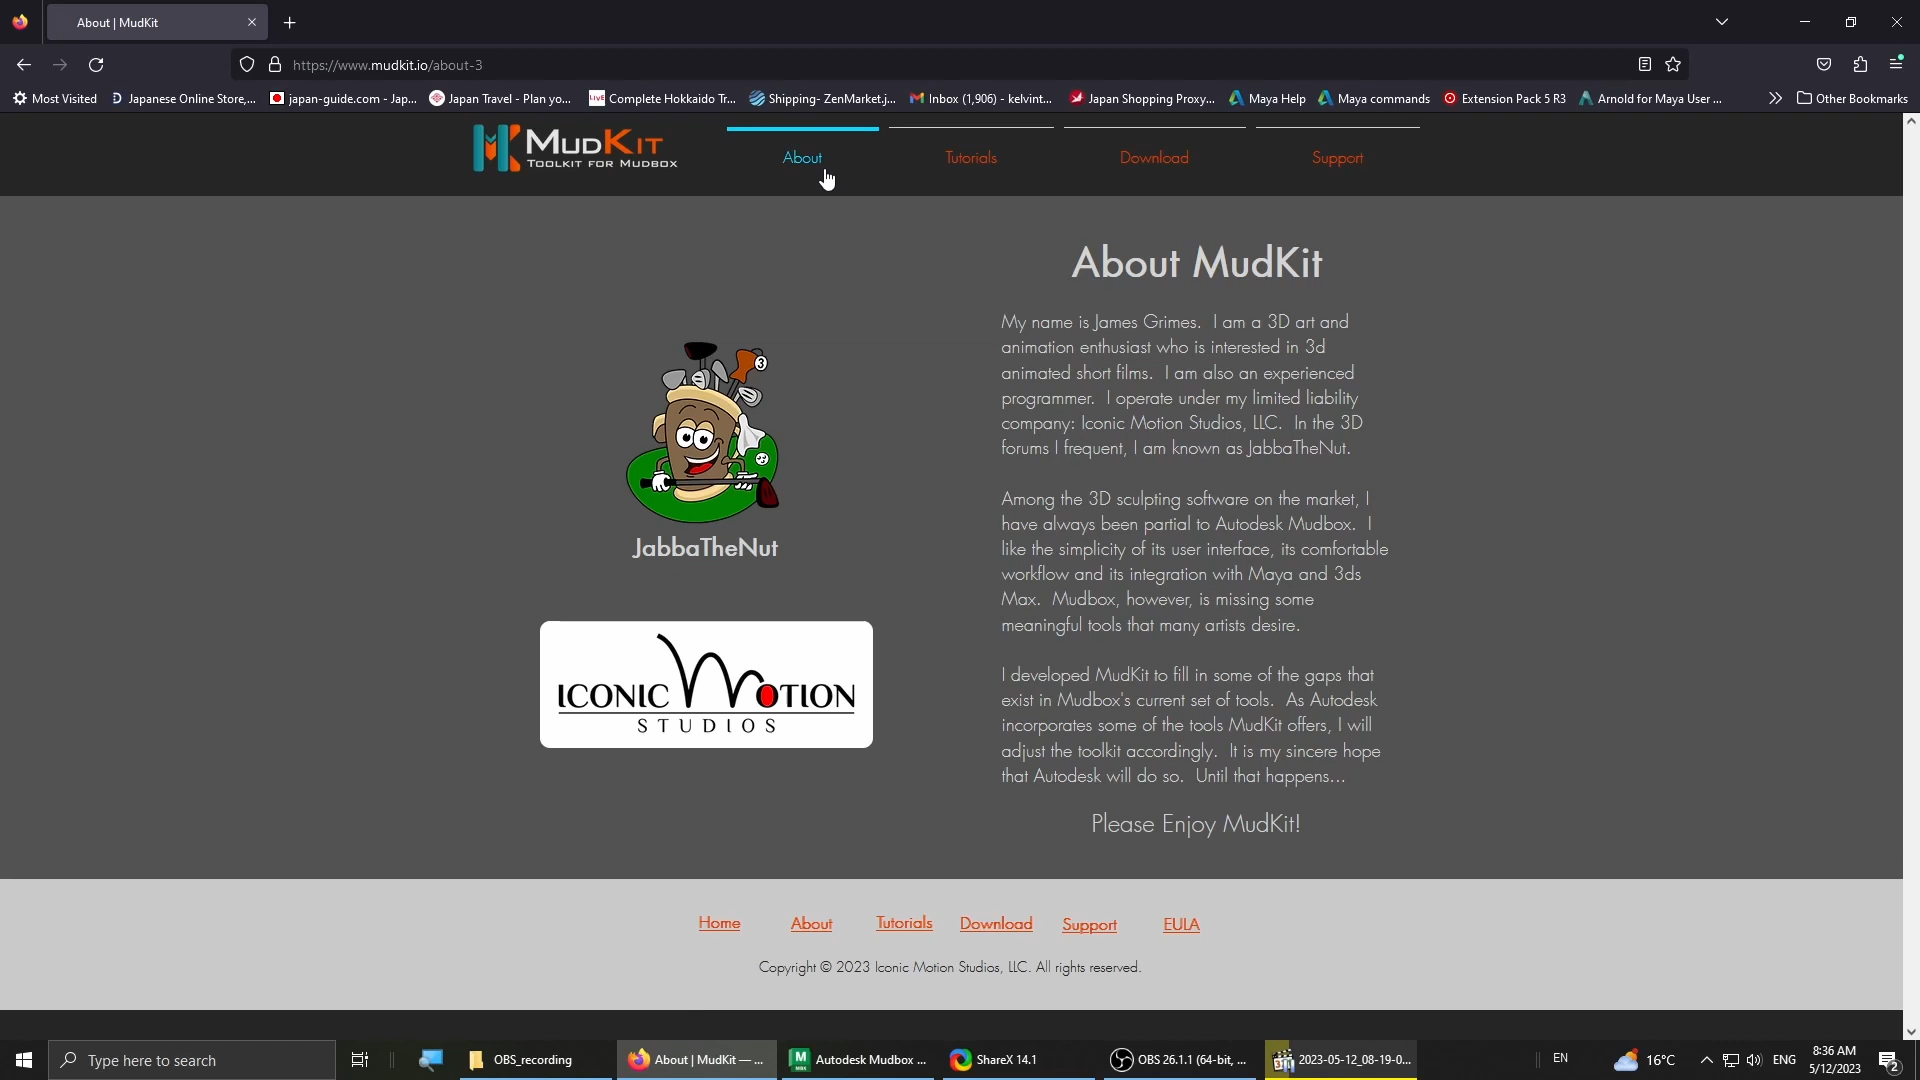 About | MudKit
https://www.mudkit.io/about-3
Most Visited
Japanese Online Store,...
japan-guide.com - Jap...
Japan Travel - Plan yo...
Complete Hokkaido Tr...
Shipping- ZenMarket.j...
Inbox (1,906) - kelvint...
Japan Shopping Proxy...
Maya Help
Maya commands
Extension Pack 5 R3
Arnold for Maya User ...
Other Bookmarks
MudKit
Toolkit for Mudbox
About
Tutorials
Download
Support
About MudKit
My name is James Grimes. I am a 3D art and
animation enthusiast who is interested in 3d
animated short films. I am also an experienced
programmer. I operate under my limited liability
company: Iconic Motion Studios, LLC. In the 3D
forums I frequent, I am known as JabbaTheNut.
Among the 3D sculpting software on the market, I
have always been partial to Autodesk Mudbox. I
like the simplicity of its user interface, its comfortable
workflow and its integration with Maya and 3ds
Max. Mudbox, however, is missing some
meaningful tools that many artists desire.
I developed MudKit to fill in some of the gaps that
exist in Mudbox's current set of tools. As Autodesk
incorporates some of the tools MudKit offers, I will
adjust the toolkit accordingly. It is my sincere hope
that Autodesk will do so. Until that happens...
Please Enjoy MudKit!
3
JabbaTheNut
ICONIC MOTION
STUDIOS
Home
About
Tutorials
Download
Support
EULA
Copyright © 2023 Iconic Motion Studios, LLC. All rights reserved.
Type here to search
OBS_recording
About | MudKit — ...
Autodesk Mudbox ...
ShareX 14.1
OBS 26.1.1 (64-bit, ...
2023-05-12_08-19-0...
EN
16°C
ENG
8:36 AM
5/12/2023
2